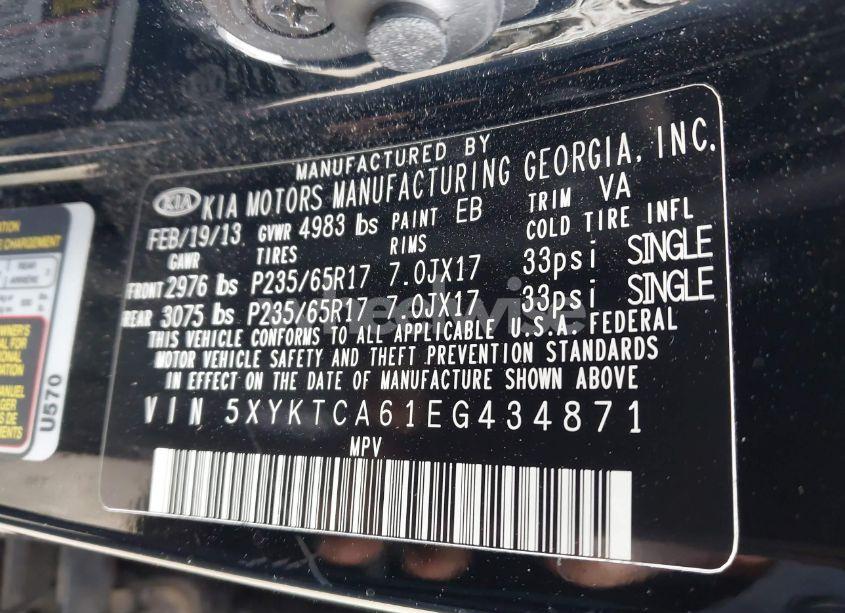 MANUFACTURED BY
KIA KIA MOTORS MANUFACTURING GEORGIA, INC.
FEB/19/13 GVWR 4983 lbs PAINT EB TRIM VA
GAWR TIRES RIMS COLD TIRE INFL
FRONT 2976 lbs P235/65R17 7.0JX17 33psi SINGLE
REAR 3075 lbs P235/65R17 7.0JX17 33psi SINGLE
THIS VEHICLE CONFORMS TO ALL APPLICABLE U.S.A. FEDERAL
MOTOR VEHICLE SAFETY AND THEFT PREVENTION STANDARDS
IN EFFECT ON THE DATE OF MANUFACTURE SHOWN ABOVE
VIN 5XYKTCA61EG434871
MPV
CHARGEMENT
REAR
U570